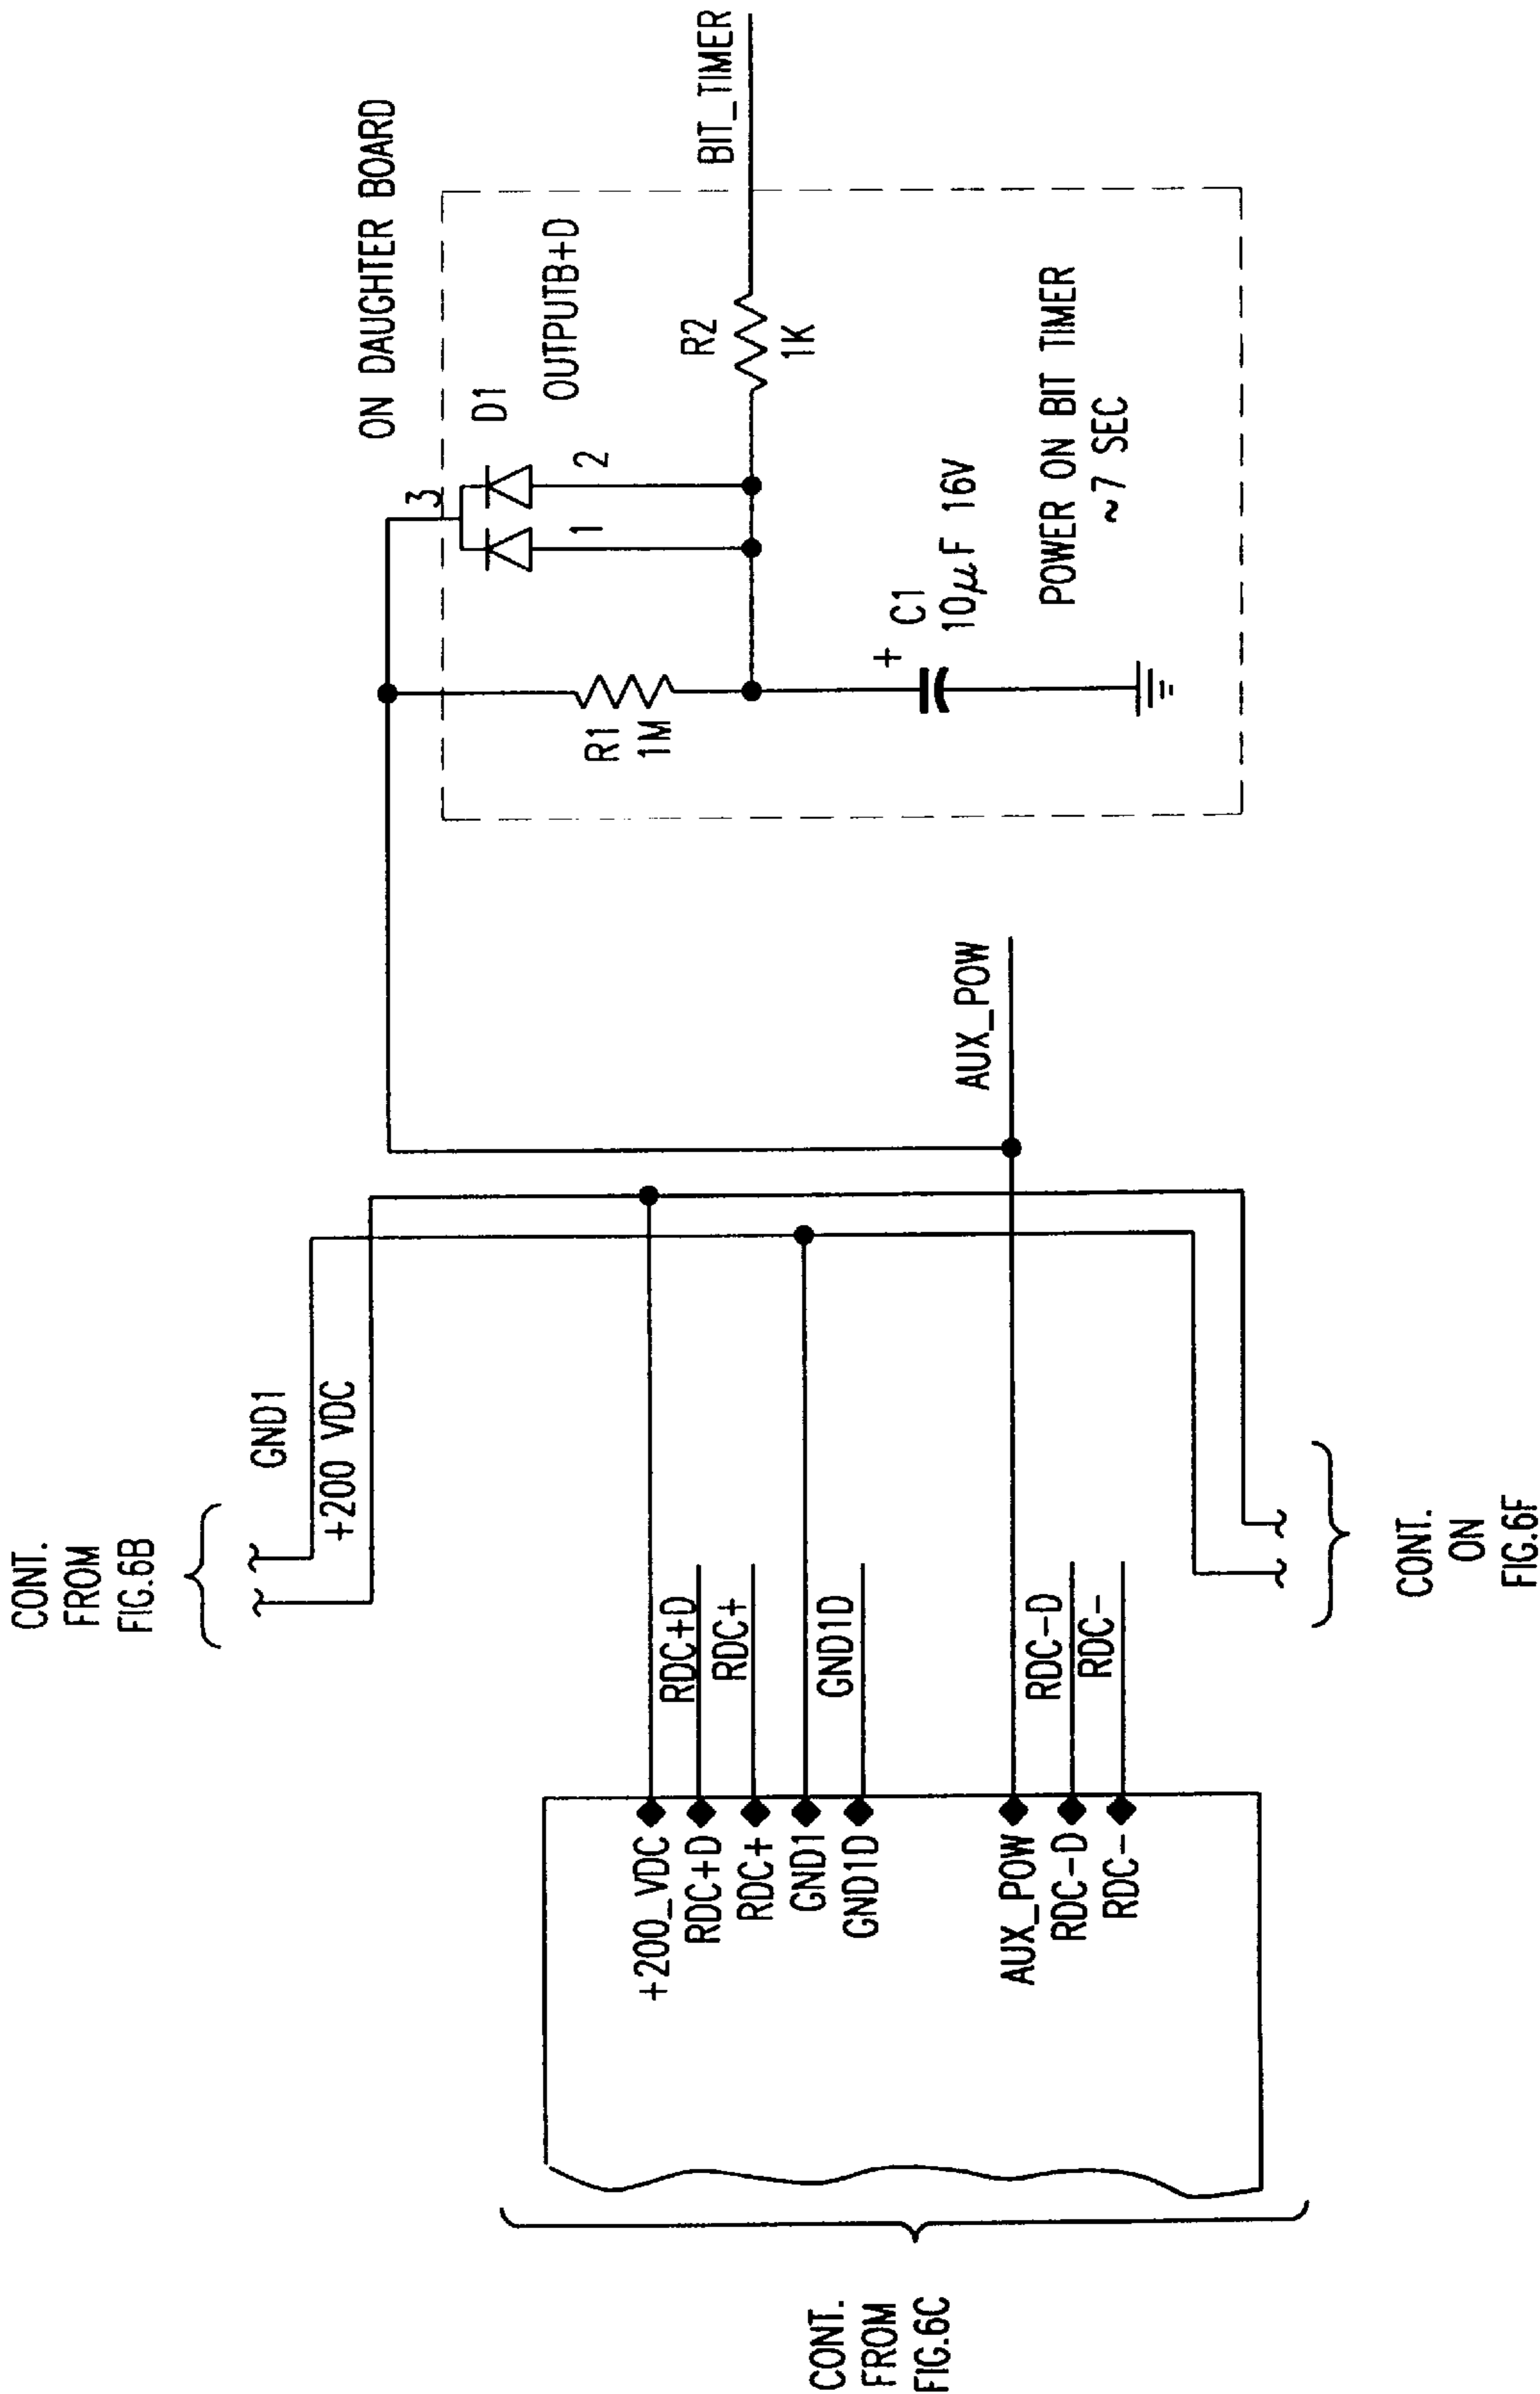 CONT.
FROM
FIG.6B
GND1
+200 VDC
ON DAUGHTER BOARD
3
D1
1
2
OUTPUTB+D
R1
1M
R2
1K
BIT_TIMER
+
C1
10µF 16V
POWER ON BIT TIMER
~7 SEC
AUX_POW
+200_VDC
RDC+D
RDC+D
RDC+
RDC+
GND1
GND1D
GND1D
AUX_POW
RDC-D
RDC-D
RDC-
RDC-
CONT.
FROM
FIG.6C
CONT.
ON
FIG.6F